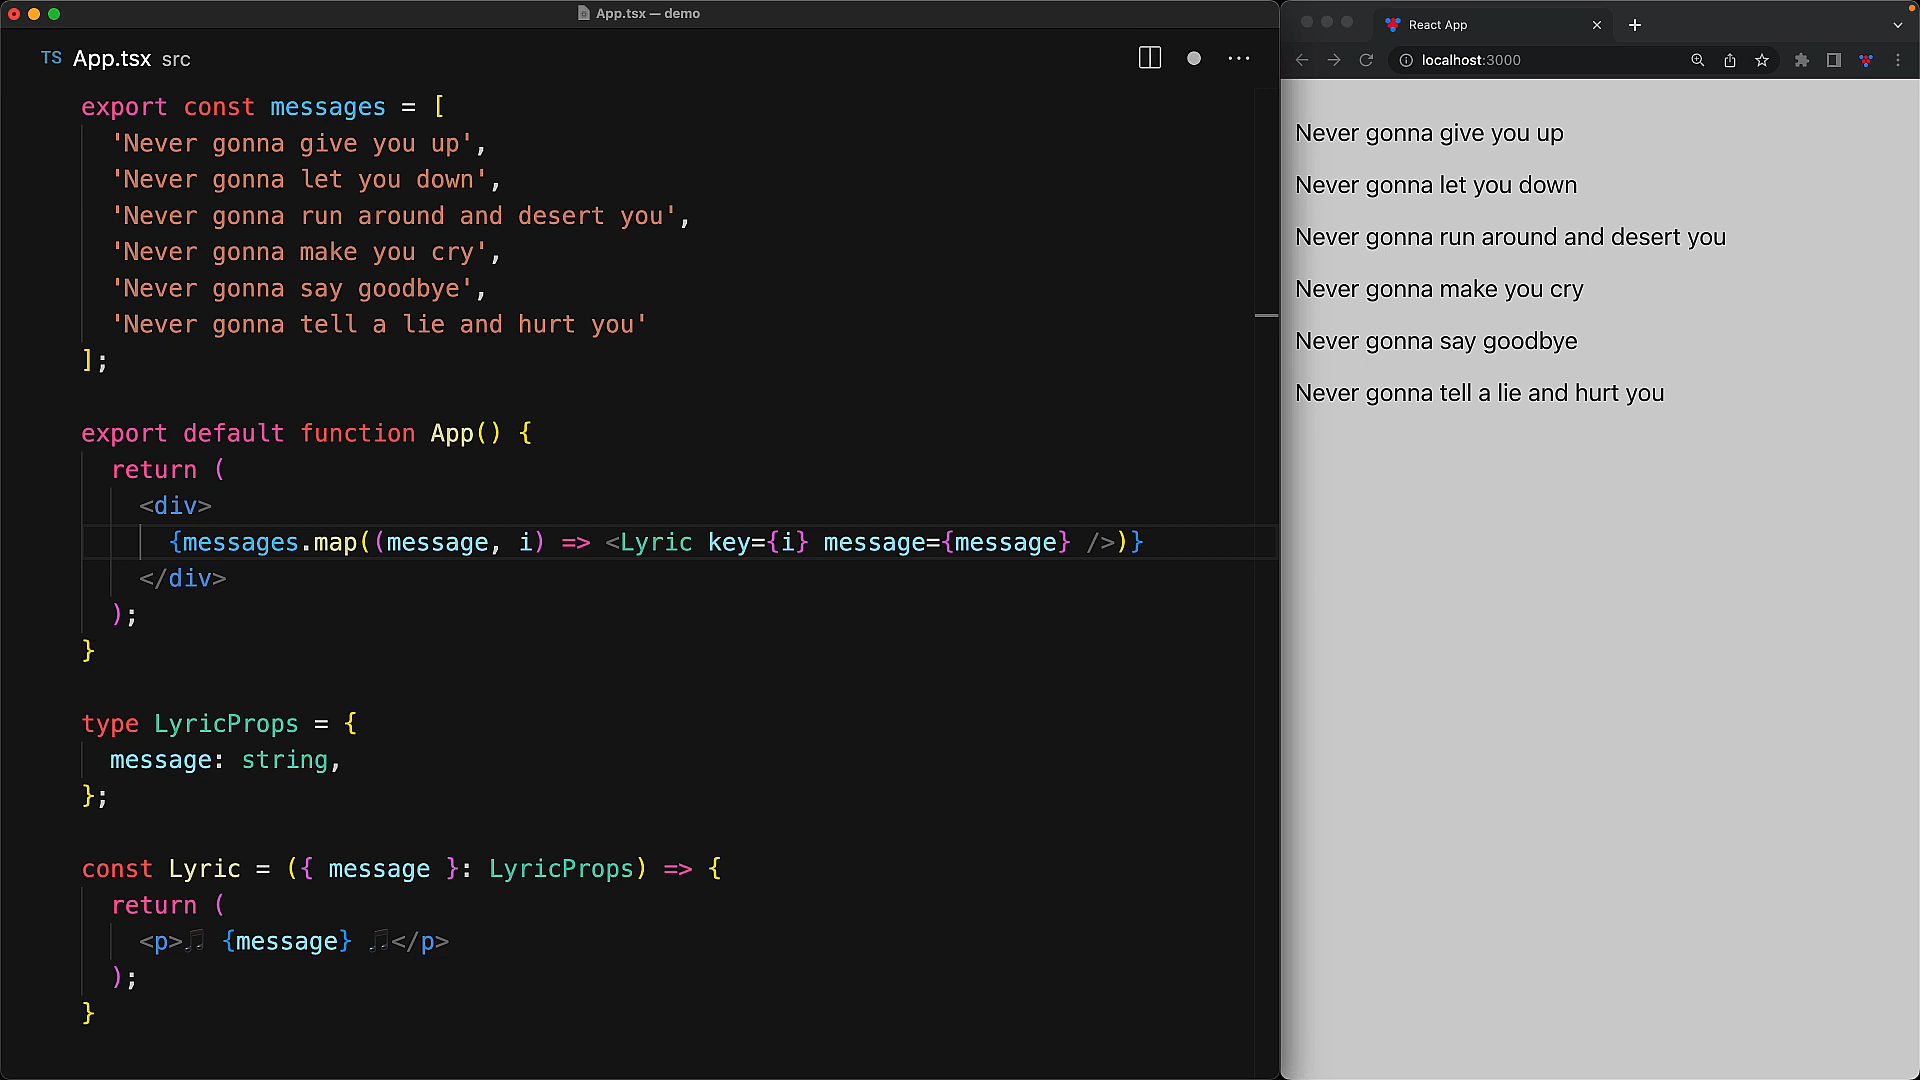 App.tsx — demo
TS App.tsx src
export const messages = [
'Never gonna give you up',
'Never gonna let you down',
'Never gonna run around and desert you',
'Never gonna make you cry',
'Never gonna say goodbye',
'Never gonna tell a lie and hurt you'
];
export default function App() {
return (
<div>
{messages.map((message, i) => <Lyric key={i} message={message} />)}
</div>
);
}
type LyricProps = {
message: string,
};
const Lyric = ({ message }: LyricProps) => {
return (
<p>🎵 {message} 🎵</p>
);
}
React App
localhost:3000
Never gonna give you up
Never gonna let you down
Never gonna run around and desert you
Never gonna make you cry
Never gonna say goodbye
Never gonna tell a lie and hurt you